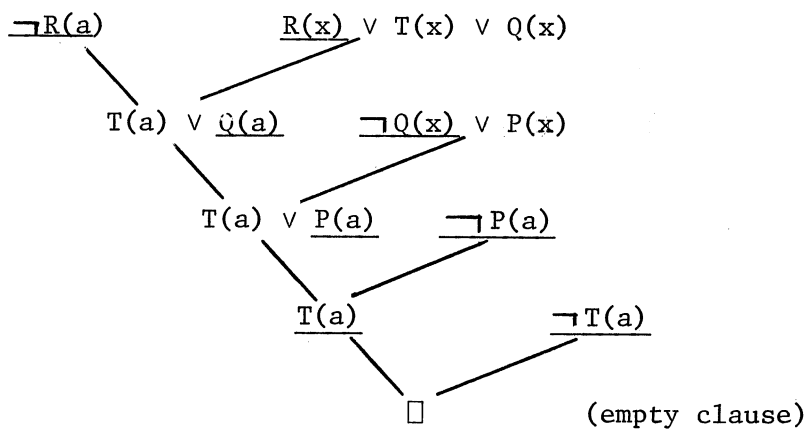 ¬R(a) R(x) ∨ T(x) ∨ Q(x)
T(a) ∨ Q(a) ¬Q(x) ∨ P(x)
T(a) ∨ P(a) ¬P(a)
T(a) ¬T(a)
□ (empty clause)